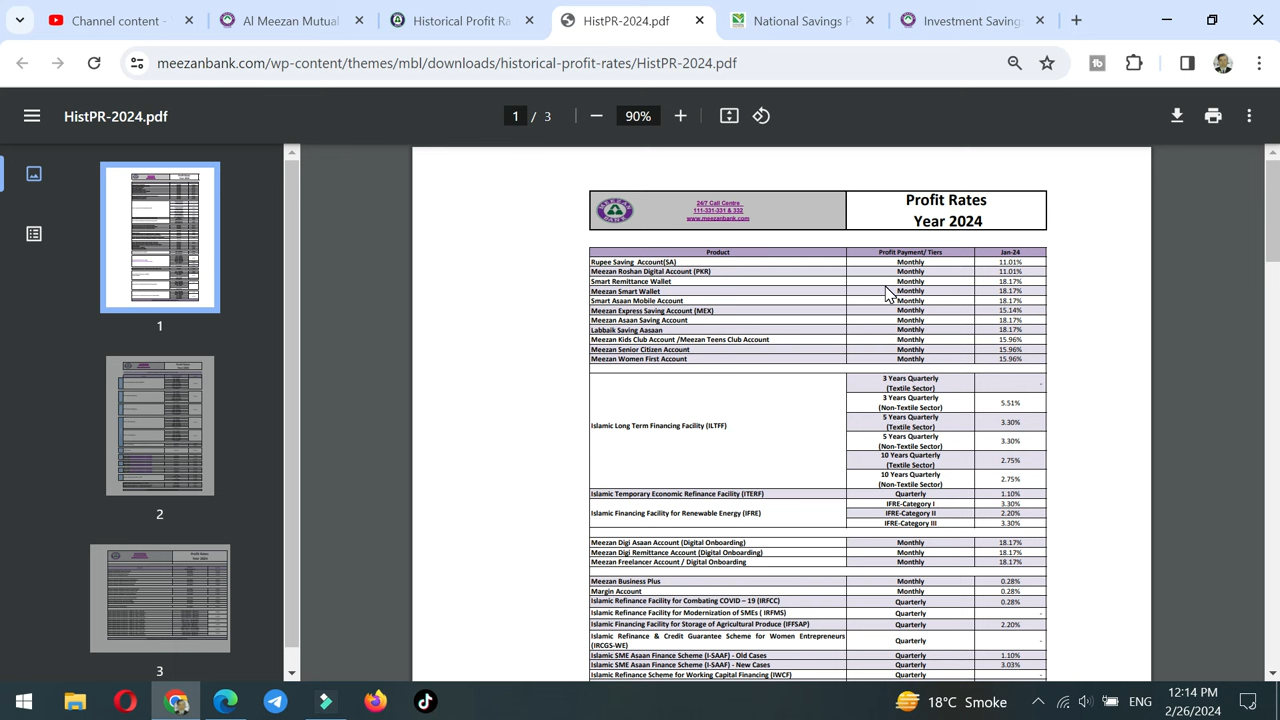 Channel content -
Al Meezan Mutual
Historical Profit Ra
HistPR-2024.pdf
National Savings P
Investment Savings
meezanbank.com/wp-content/themes/mbl/downloads/historical-profit-rates/HistPR-2024.pdf
HistPR-2024.pdf
1 / 3
90%
1
2
3
MEEZAN BANK
24/7 Call Centre
111-331-331 & 332
www.meezanbank.com
Profit Rates
Year 2024
Product Profit Payment/ Tiers Jan-24
Rupee Saving Account(SA) Monthly 11.01%
Meezan Roshan Digital Account (PKR) Monthly 11.01%
Smart Remittance Wallet Monthly 18.17%
Meezan Smart Wallet Monthly 18.17%
Smart Asaan Mobile Account Monthly 18.17%
Meezan Express Saving Account (MEX) Monthly 15.14%
Meezan Asaan Saving Account Monthly 18.17%
Labbaik Saving Aasaan Monthly 18.17%
Meezan Kids Club Account /Meezan Teens Club Account Monthly 15.96%
Meezan Senior Citizen Account Monthly 15.96%
Meezan Women First Account Monthly 15.96%
Islamic Long Term Financing Facility (ILTFF)
3 Years Quarterly
(Textile Sector) -
3 Years Quarterly
(Non-Textile Sector) 5.51%
5 Years Quarterly
(Textile Sector) 3.30%
5 Years Quarterly
(Non-Textile Sector) 3.30%
10 Years Quarterly
(Textile Sector) 2.75%
10 Years Quarterly
(Non-Textile Sector) 2.75%
Islamic Temporary Economic Refinance Facility (ITERF) Quarterly 1.10%
Islamic Financing Facility for Renewable Energy (IFRE)
IFRE-Category I 3.30%
IFRE-Category II 2.20%
IFRE-Category III 3.30%
Meezan Digi Asaan Account (Digital Onboarding) Monthly 18.17%
Meezan Digi Remittance Account (Digital Onboarding) Monthly 18.17%
Meezan Freelancer Account / Digital Onboarding Monthly 18.17%
Meezan Business Plus Monthly 0.28%
Margin Account Monthly 0.28%
Islamic Refinance Facility for Combating COVID – 19 (IRFCC) Quarterly 0.28%
Islamic Refinance Facility for Modernization of SMEs ( IRFMS) Quarterly -
Islamic Financing Facility for Storage of Agricultural Produce (IFFSAP) Quarterly 2.20%
Islamic Refinance & Credit Guarantee Scheme for Women Entrepreneurs
(IRCGS-WE) Quarterly -
Islamic SME Asaan Finance Scheme (I-SAAF) - Old Cases Quarterly 1.10%
Islamic SME Asaan Finance Scheme (I-SAAF) - New Cases Quarterly 3.03%
Islamic Refinance Scheme for Working Capital Financing (IWCF) Quarterly -
18°C Smoke
ENG
12:14 PM
2/26/2024